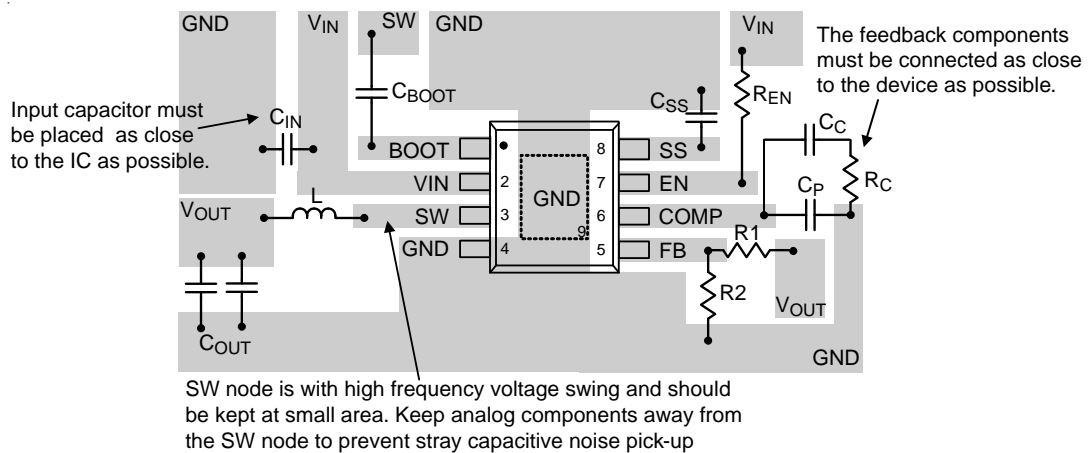 GND
VIN
SW
GND
VIN
The feedback components
must be connected as close
to the device as possible.
Input capacitor must
be placed as close
to the IC as possible.
CIN
CBOOT
CSS
REN
CC
RC
CP
BOOT
8
SS
VIN
2
7
EN
GND
SW
3
6
COMP
9
GND
4
5
FB
VOUT
L
R1
R2
VOUT
COUT
GND
SW node is with high frequency voltage swing and should
be kept at small area. Keep analog components away from
the SW node to prevent stray capacitive noise pick-up